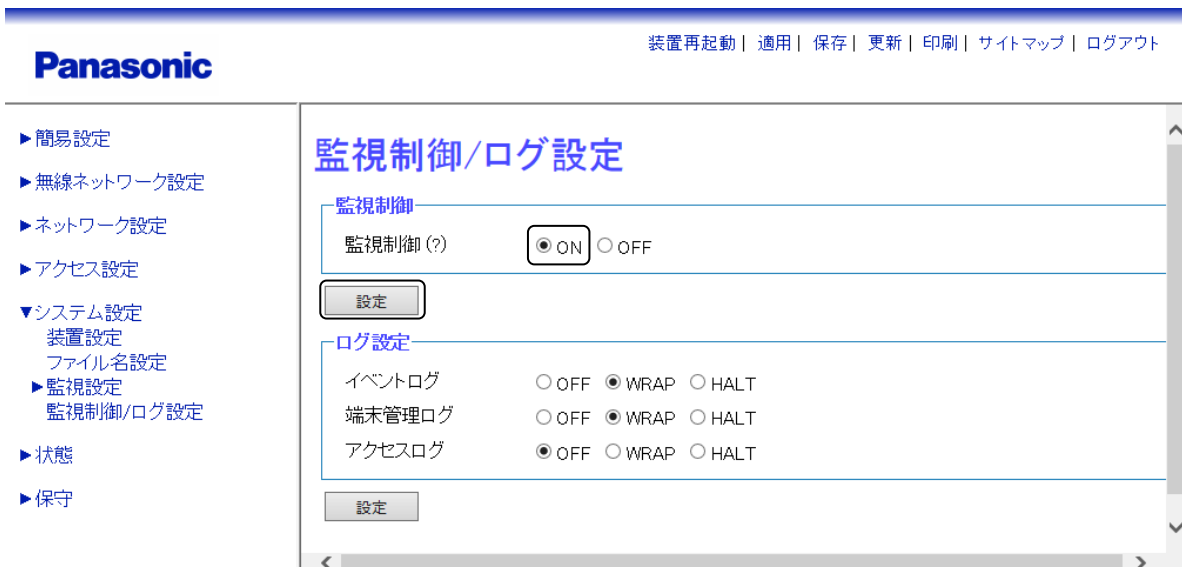 装置再起動 | 適用 | 保存 | 更新 | 印刷 | サイトマップ | ログアウト
Panasonic
▶簡易設定
▶無線ネットワーク設定
▶ネットワーク設定
▶アクセス設定
▼システム設定
装置設定
ファイル名設定
▶監視設定
監視制御/ログ設定
▶状態
▶保守
監視制御/ログ設定
監視制御
監視制御(?) ON OFF
設定
ログ設定
イベントログ OFF WRAP HALT
端末管理ログ OFF WRAP HALT
アクセスログ OFF WRAP HALT
設定